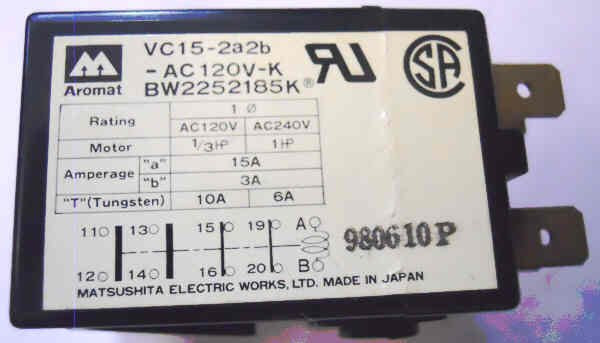 VC15-2a2b
-AC120V-K
BW2252185K®
Aromat
Rating 1 Ø
AC120V AC240V
Motor 1/3HP 1HP
Amperage "a" 15A
"b" 3A
"T"(Tungsten) 10A 6A
11 13 15 19 A
12 14 16 20 B
980610P
MATSUSHITA ELECTRIC WORKS, LTD. MADE IN JAPAN